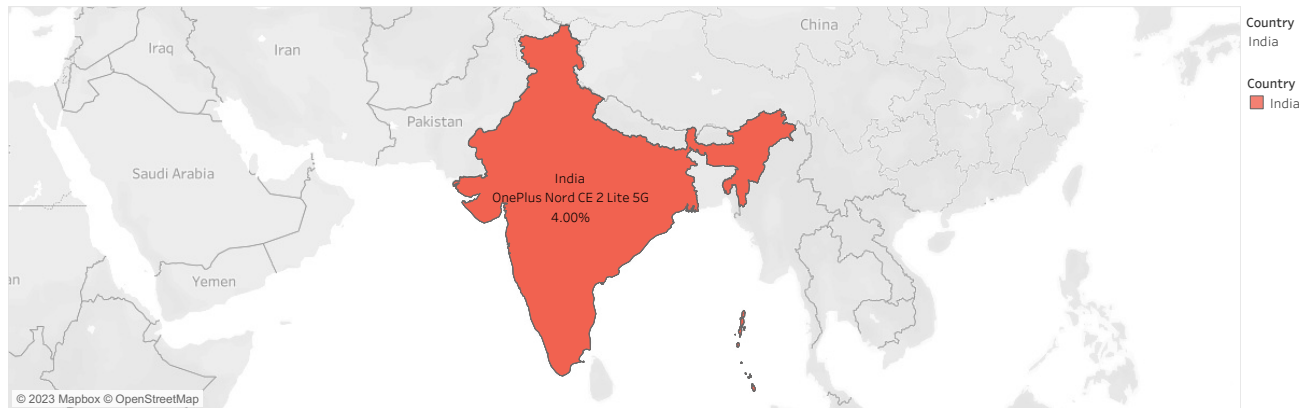 China
Iraq
Iran
Pakistan
Saudi Arabia
India
OnePlus Nord CE 2 Lite 5G
4.00%
Yemen
an
© 2023 Mapbox © OpenStreetMap
Country
India
Country
India